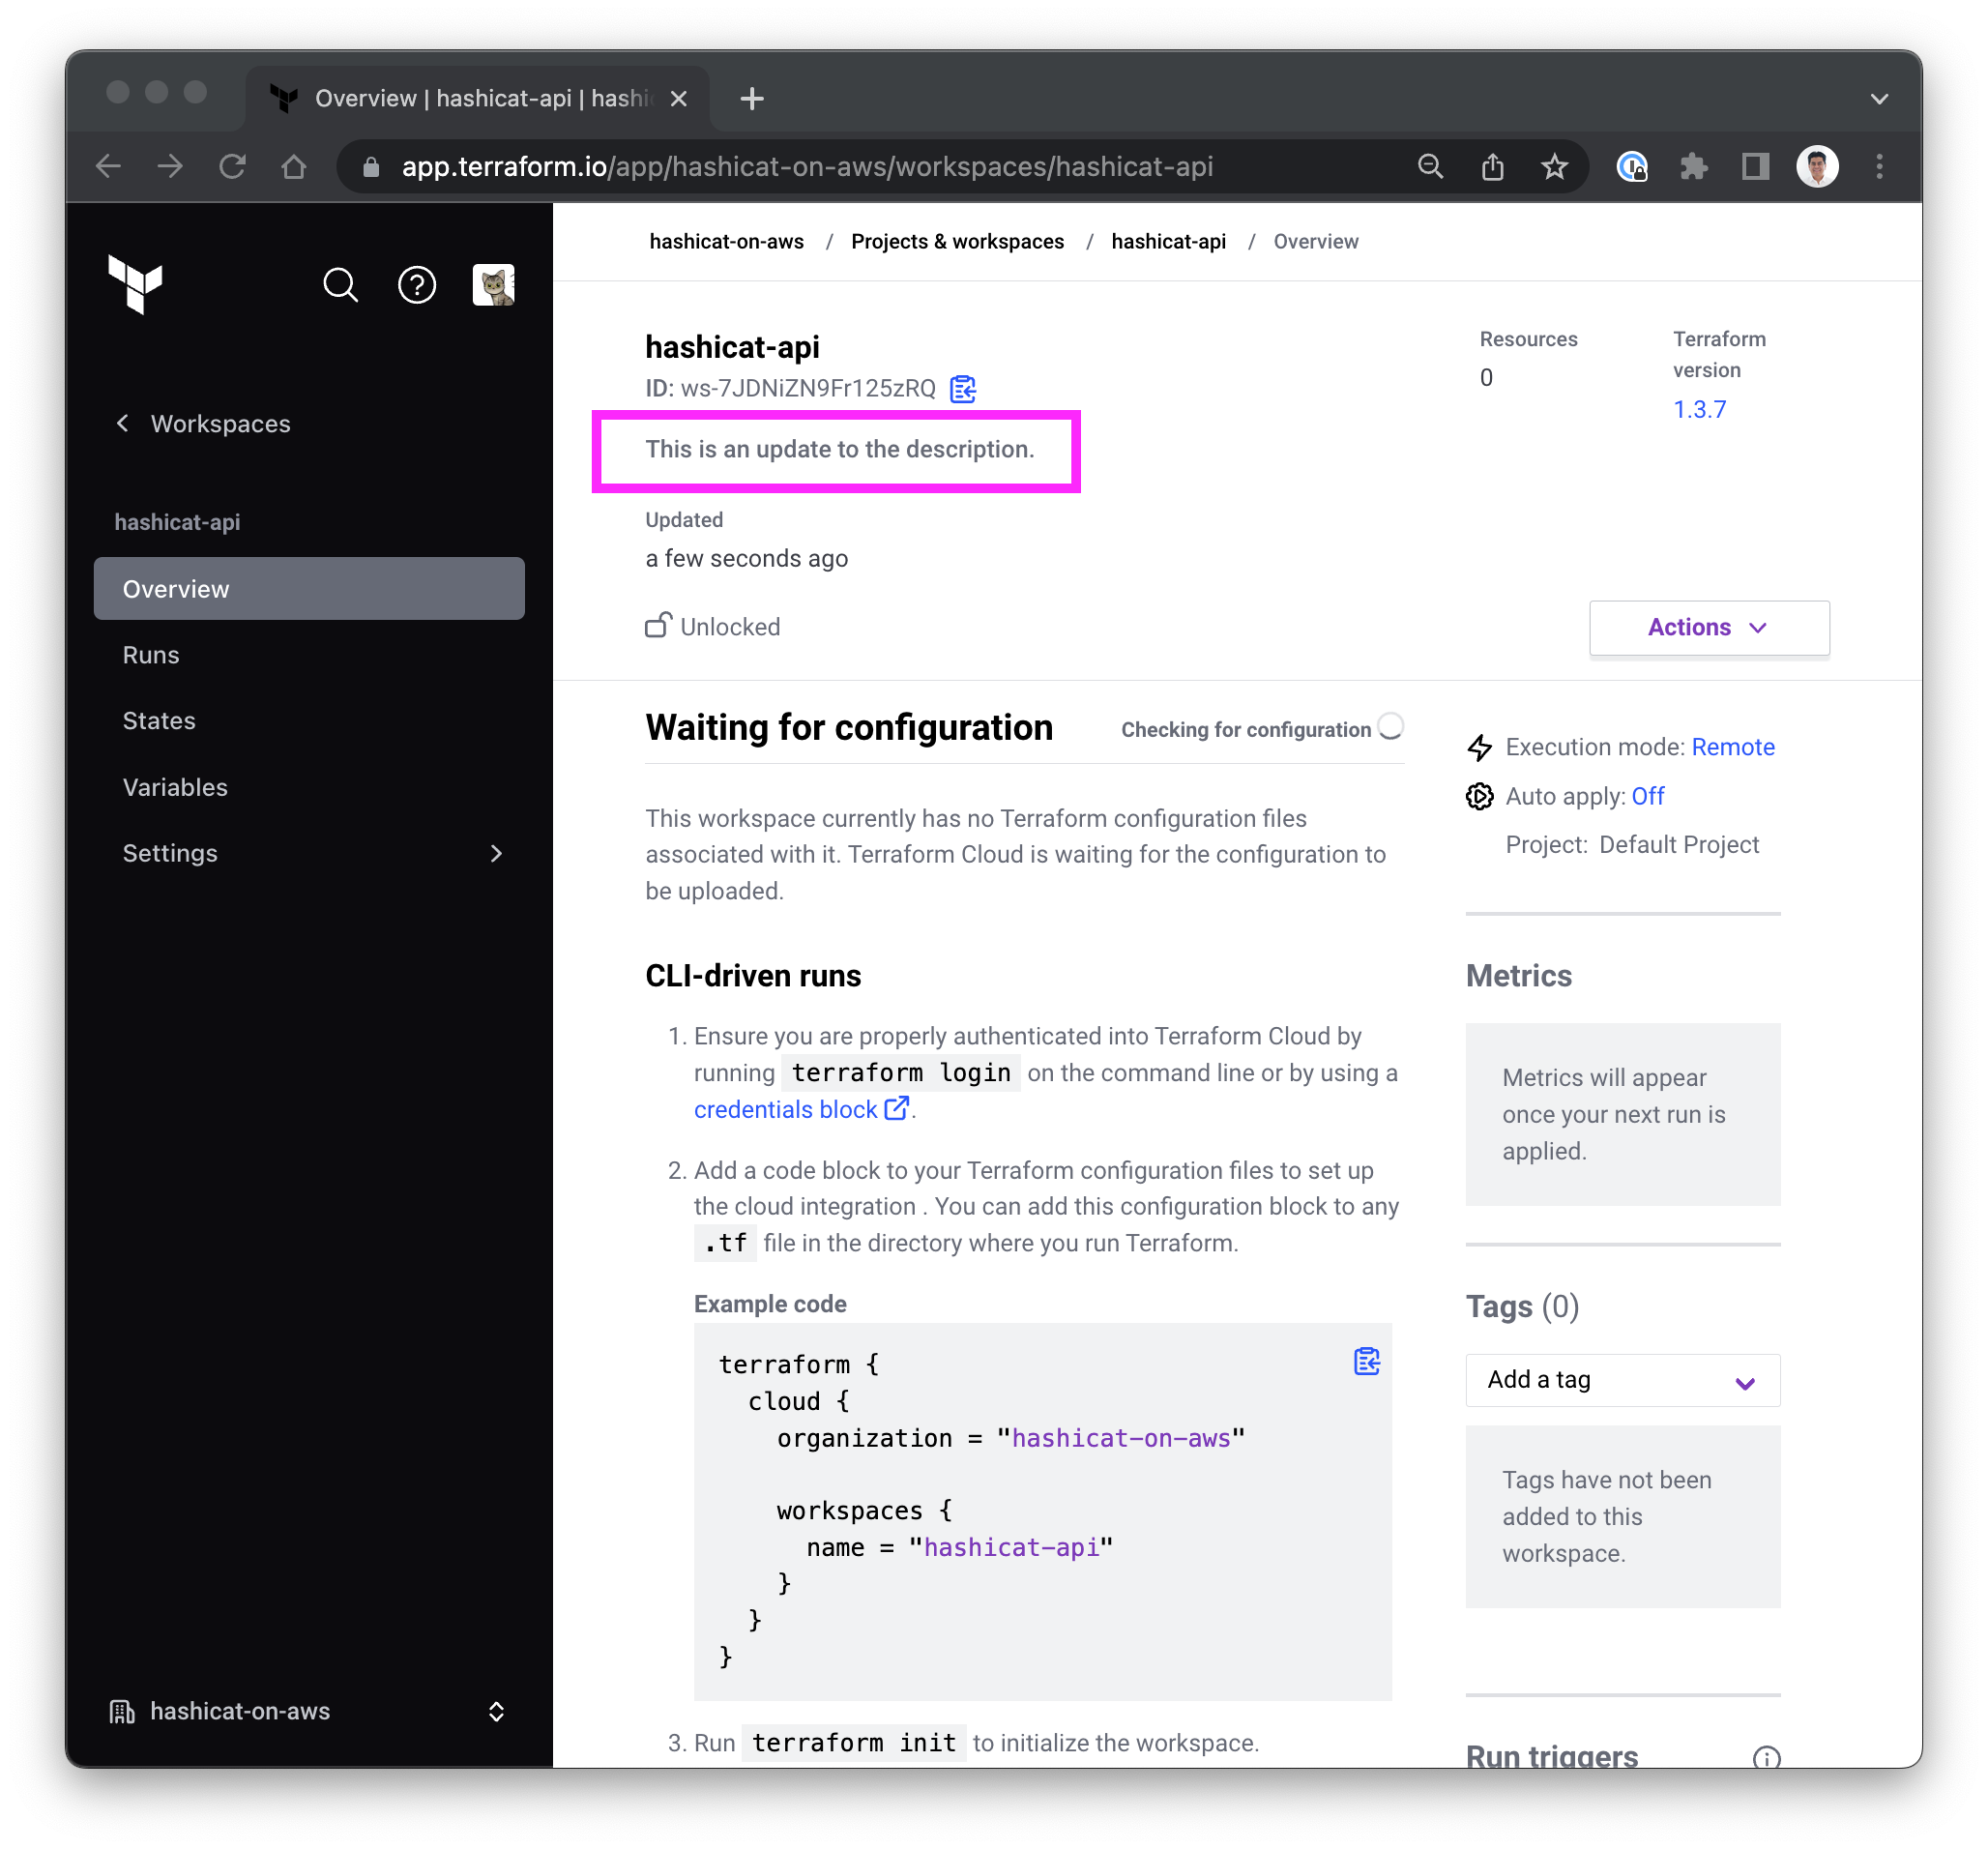 Overview | hashicat-api | hashi
app.terraform.io/app/hashicat-on-aws/workspaces/hashicat-api
hashicat-on-aws / Projects & workspaces / hashicat-api / Overview
Workspaces
hashicat-api
Overview
Runs
States
Variables
Settings
hashicat-on-aws
hashicat-api
ID: ws-7JDNiZN9Fr125zRQ
This is an update to the description.
Updated
a few seconds ago
Unlocked
Resources
0
Terraform
version
1.3.7
Actions
Waiting for configuration
Checking for configuration
This workspace currently has no Terraform configuration files
associated with it. Terraform Cloud is waiting for the configuration to
be uploaded.
CLI-driven runs
1. Ensure you are properly authenticated into Terraform Cloud by
running terraform login on the command line or by using a
credentials block.
2. Add a code block to your Terraform configuration files to set up
the cloud integration . You can add this configuration block to any
.tf file in the directory where you run Terraform.
Example code
terraform {
cloud {
organization = "hashicat-on-aws"
workspaces {
name = "hashicat-api"
}
}
}
3. Run terraform init to initialize the workspace.
Execution mode: Remote
Auto apply: Off
Project: Default Project
Metrics
Metrics will appear
once your next run is
applied.
Tags (0)
Add a tag
Tags have not been
added to this
workspace.
Run triggers